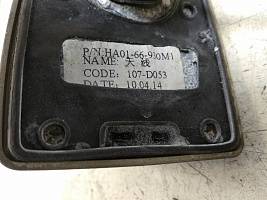 P/N:HA01-66-930M1
NAME: 天 线
CODE: 107-D053
DATE: 10.04.14